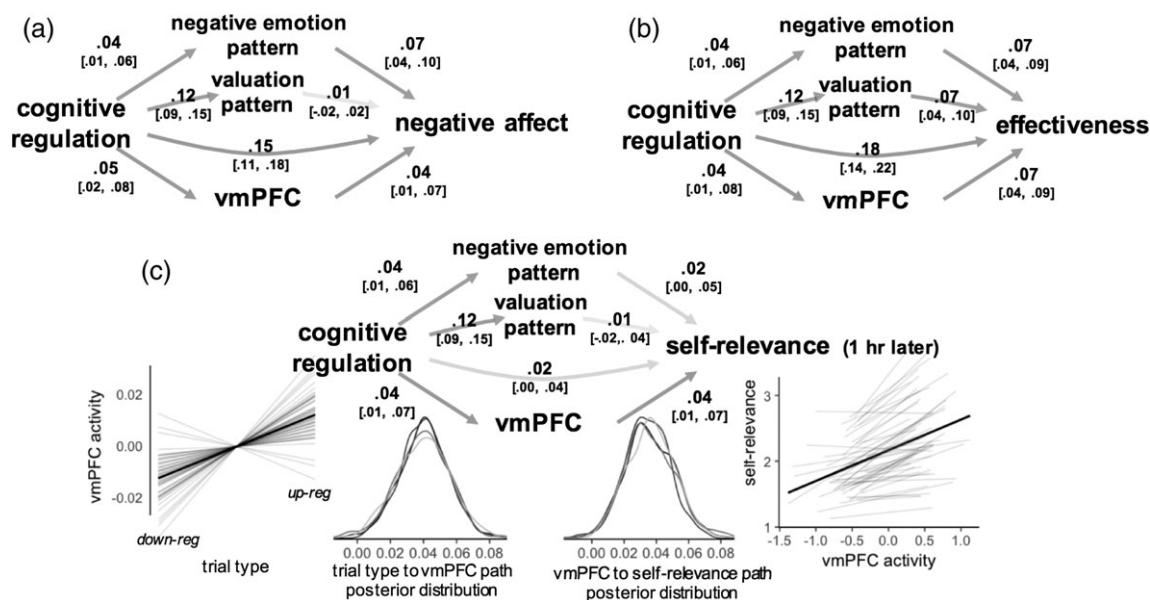 (a)
negative emotion
pattern
.04
[.01, .06]
.07
[.04, .10]
valuation
pattern
.12
[.09, .15]
.01
[-.02, .02]
cognitive
regulation
negative affect
.15
[.11, .18]
.05
[.02, .08]
.04
[.01, .07]
vmPFC
(b)
negative emotion
pattern
.04
[.01, .06]
.07
[.04, .09]
valuation
pattern
.12
[.09, .15]
.07
[.04, .10]
cognitive
regulation
effectiveness
.18
[.14, .22]
.04
[.01, .08]
.07
[.04, .09]
vmPFC
(c)
negative emotion
pattern
.04
[.01, .06]
.02
[.00, .05]
valuation
pattern
.12
[.09, .15]
.01
[-.02,. 04]
cognitive
regulation
self-relevance (1 hr later)
.02
[.00, .04]
.04
[.01, .07]
.04
[.01, .07]
vmPFC
vmPFC activity
0.02
0.00
-0.02
up-reg
down-reg
trial type
0.00 0.02 0.04 0.06 0.08
trial type to vmPFC path
posterior distribution
0.00 0.02 0.04 0.06 0.08
vmPFC to self-relevance path
posterior distribution
self-relevance
3
2
1
-1.5 -1.0 -0.5 0.0 0.5 1.0
vmPFC activity